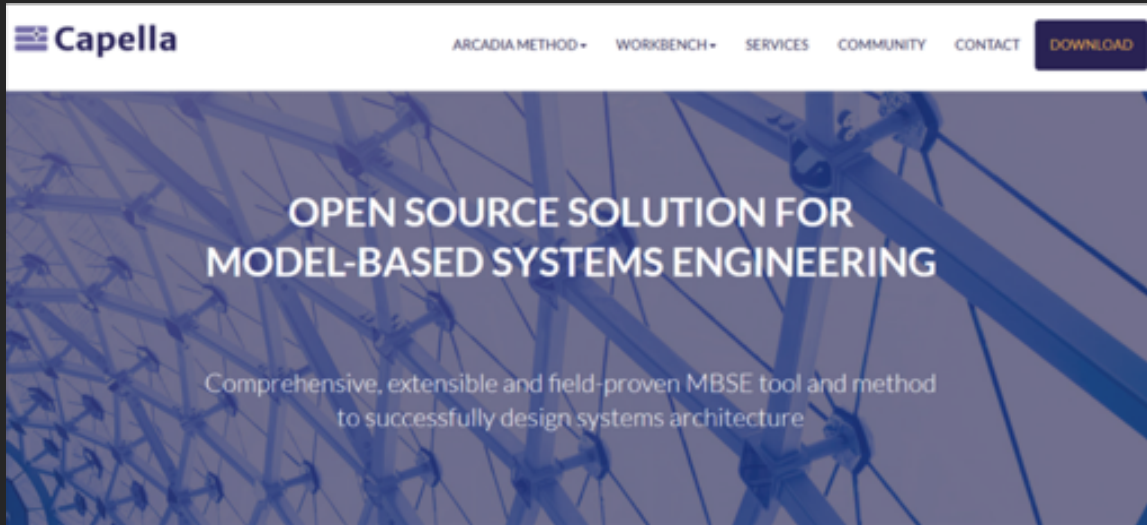 Capella
ARCADIA METHOD WORKBENCH SERVICES COMMUNITY CONTACT DOWNLOAD
OPEN SOURCE SOLUTION FOR
MODEL-BASED SYSTEMS ENGINEERING
Comprehensive, extensible and field-proven MBSE tool and method
to successfully design systems architecture